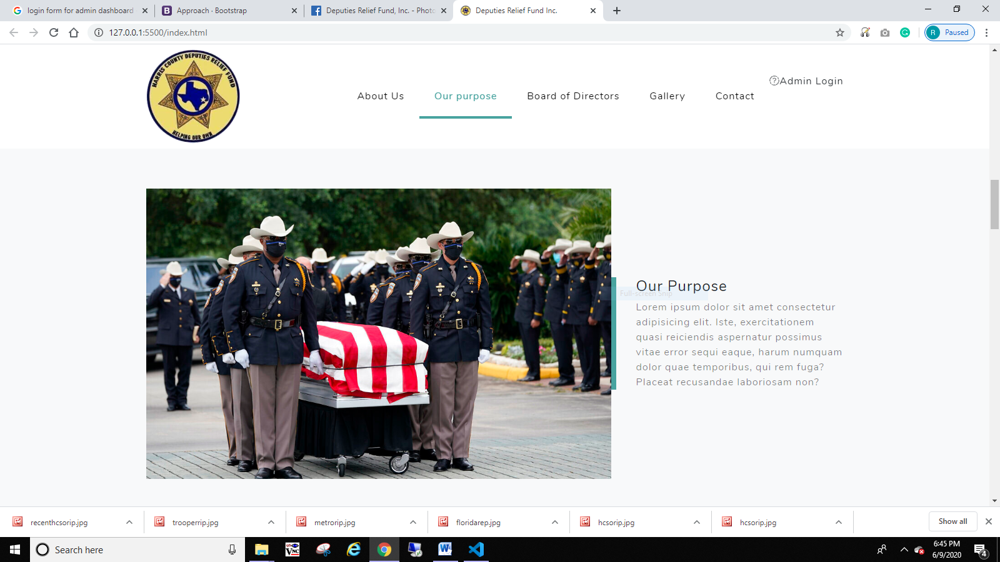 login form for admin dashboard
Approach · Bootstrap
Deputies Relief Fund, Inc. - Photo
Deputies Relief Fund Inc.
127.0.0.1:5500/index.html
R Paused
HARRIS COUNTY DEPUTIES RELIEF FUND
HELPING OUR OWN
Admin Login
About Us Our purpose Board of Directors Gallery Contact
Our Purpose
Full-screen Snip
Lorem ipsum dolor sit amet consectetur
adipisicing elit. Iste, exercitationem
quasi reiciendis aspernatur possimus
vitae error sequi eaque, harum numquam
dolor quae temporibus, qui rem fuga?
Placeat recusandae laboriosam non?
recenthcsorip.jpg trooperrip.jpg metrorip.jpg floridarep.jpg hcsorip.jpg hcsorip.jpg Show all
Search here
VNC
6:45 PM
6/9/2020
4